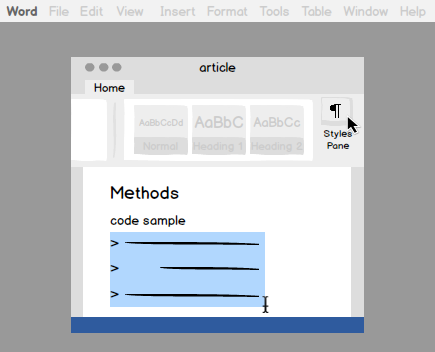 Word File Edit View Insert Format Tools Table Window Help
article
Home
¶
AaBbCcDd AaBbC AaBbCc
Normal Heading 1 Heading 2
Styles
Pane
Methods
code sample
>
>
>